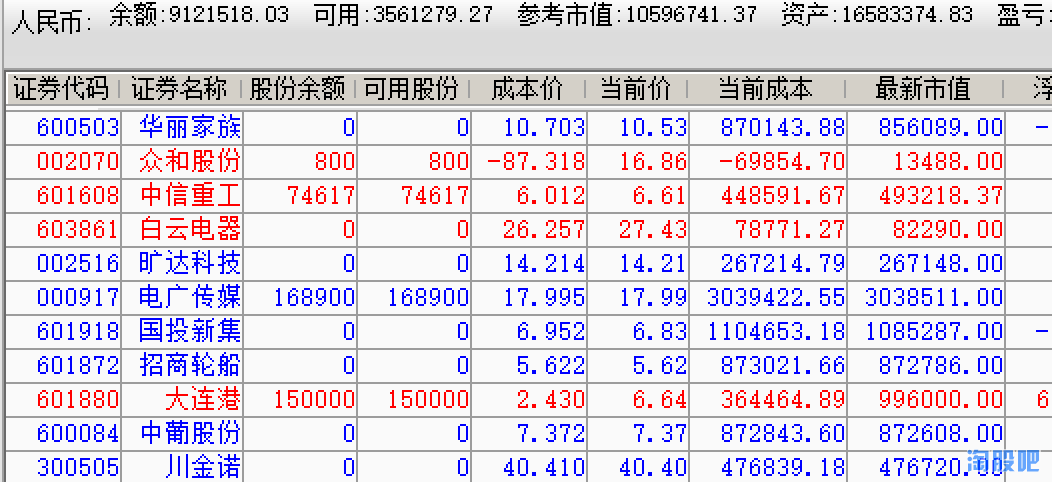 人民币: 余额:9121518.03 可用:3561279.27 参考市值:10596741.37 资产:16583374.83 盈亏:
证券代码 证券名称 股份余额 可用股份 成本价 当前价 当前成本 最新市值 浮
600503 华丽家族 0 0 10.703 10.53 870143.88 856089.00 -
002070 众和股份 800 800 -87.318 16.86 -69854.70 13488.00
601608 中信重工 74617 74617 6.012 6.61 448591.67 493218.37
603861 白云电器 0 0 26.257 27.43 78771.27 82290.00
002516 旷达科技 0 0 14.214 14.21 267214.79 267148.00
000917 电广传媒 168900 168900 17.995 17.99 3039422.55 3038511.00
601918 国投新集 0 0 6.952 6.83 1104653.18 1085287.00 -
601872 招商轮船 0 0 5.622 5.62 873021.66 872786.00
601880 大连港 150000 150000 2.430 6.64 364464.89 996000.00 6
600084 中葡股份 0 0 7.372 7.37 872843.60 872608.00
300505 川金诺 0 0 40.410 40.40 476839.18 476720.00
淘股吧